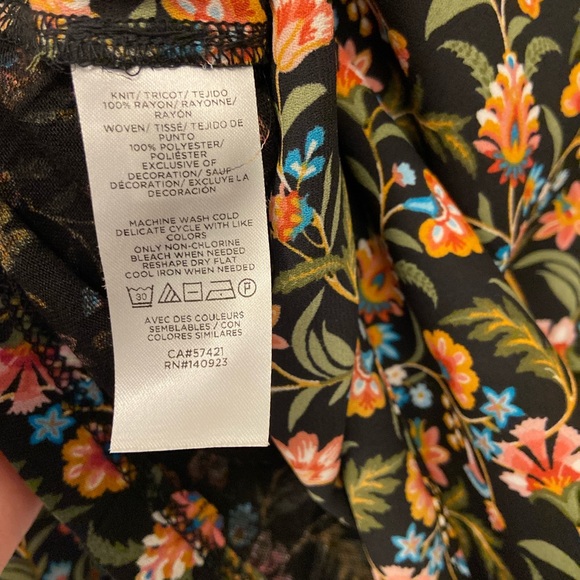 KNIT/ TRICOT/ TEJIDO
100% RAYON/ RAYONNE/
RAYÓN
WOVEN/ TISSÉ/ TEJIDO DE
PUNTO
100% POLYESTER/
POLIÉSTER
EXCLUSIVE OF
DECORATION/ SAUF
DÉCORATION/ EXCLUYE LA
DECORACIÓN
MACHINE WASH COLD
DELICATE CYCLE WITH LIKE
COLORS
ONLY NON-CHLORINE
BLEACH WHEN NEEDED
RESHAPE DRY FLAT
COOL IRON WHEN NEEDED
30 P
AVEC DES COULEURS
SEMBLABLES / CON
COLORES SIMILARES
CA#57421
RN#140923